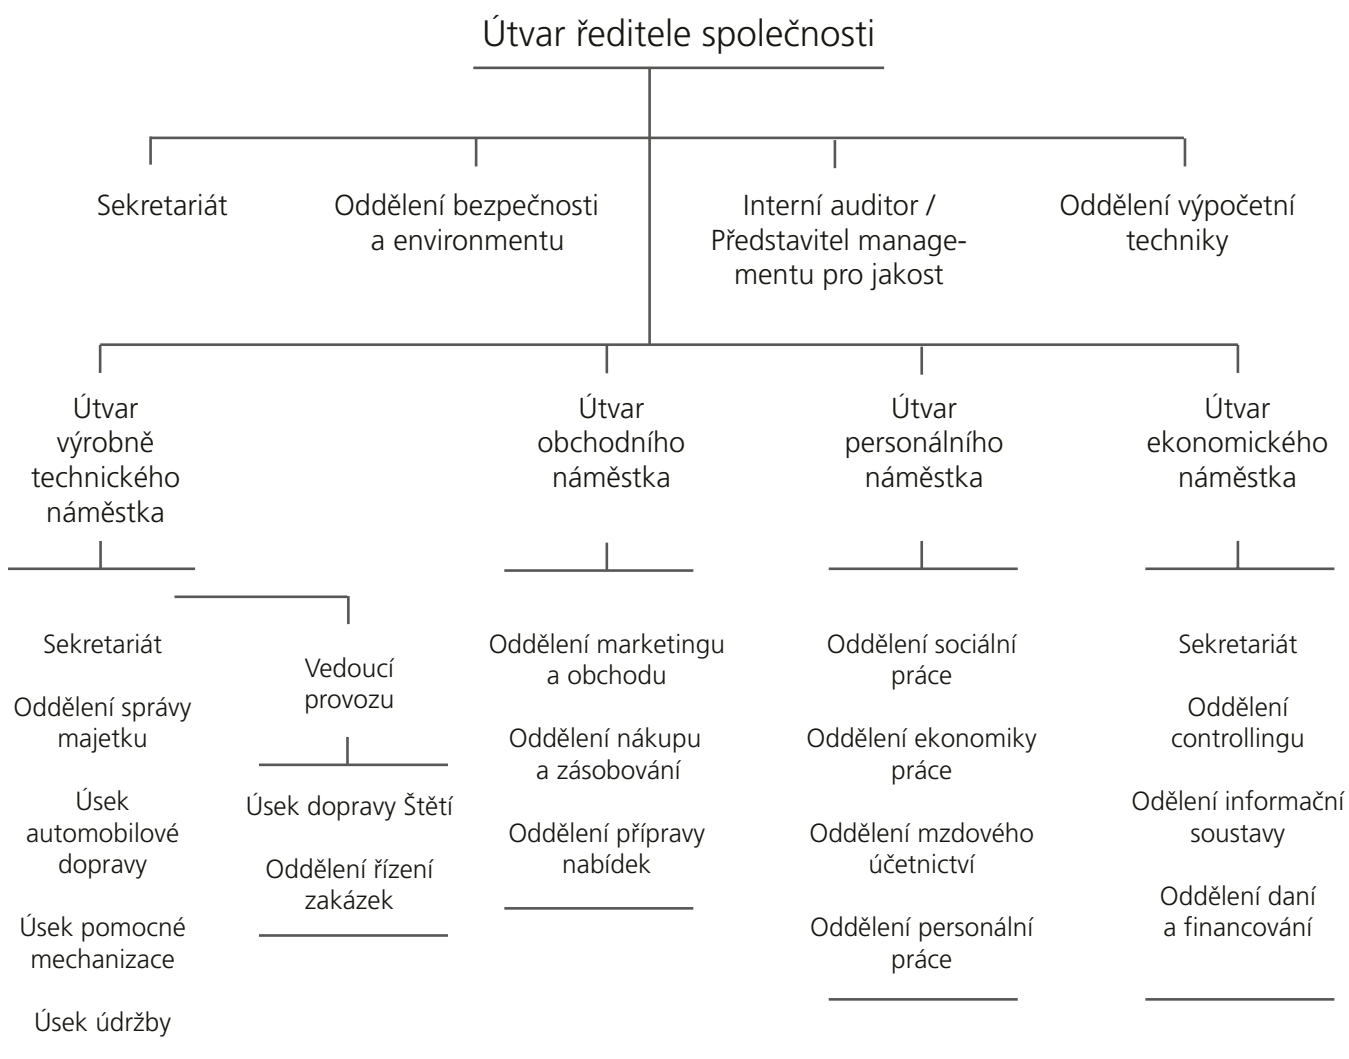 Útvar ředitele společnosti
Sekretariát
Oddělení bezpečnosti
a environmentu
Interní auditor /
Představitel manage-
mentu pro jakost
Oddělení výpočetní
techniky
Útvar
výrobně
technického
náměstka
Útvar
obchodního
náměstka
Útvar
personálního
náměstka
Útvar
ekonomického
náměstka
Sekretariát
Oddělení správy
majetku
Úsek
automobilové
dopravy
Úsek pomocné
mechanizace
Úsek údržby
Vedoucí
provozu
Úsek dopravy Štětí
Oddělení řízení
zakázek
Oddělení marketingu
a obchodu
Oddělení nákupu
a zásobování
Oddělení přípravy
nabídek
Oddělení sociální
práce
Oddělení ekonomiky
práce
Oddělení mzdového
účetnictví
Oddělení personální
práce
Sekretariát
Oddělení
controllingu
Odělení informační
soustavy
Oddělení daní
a financování